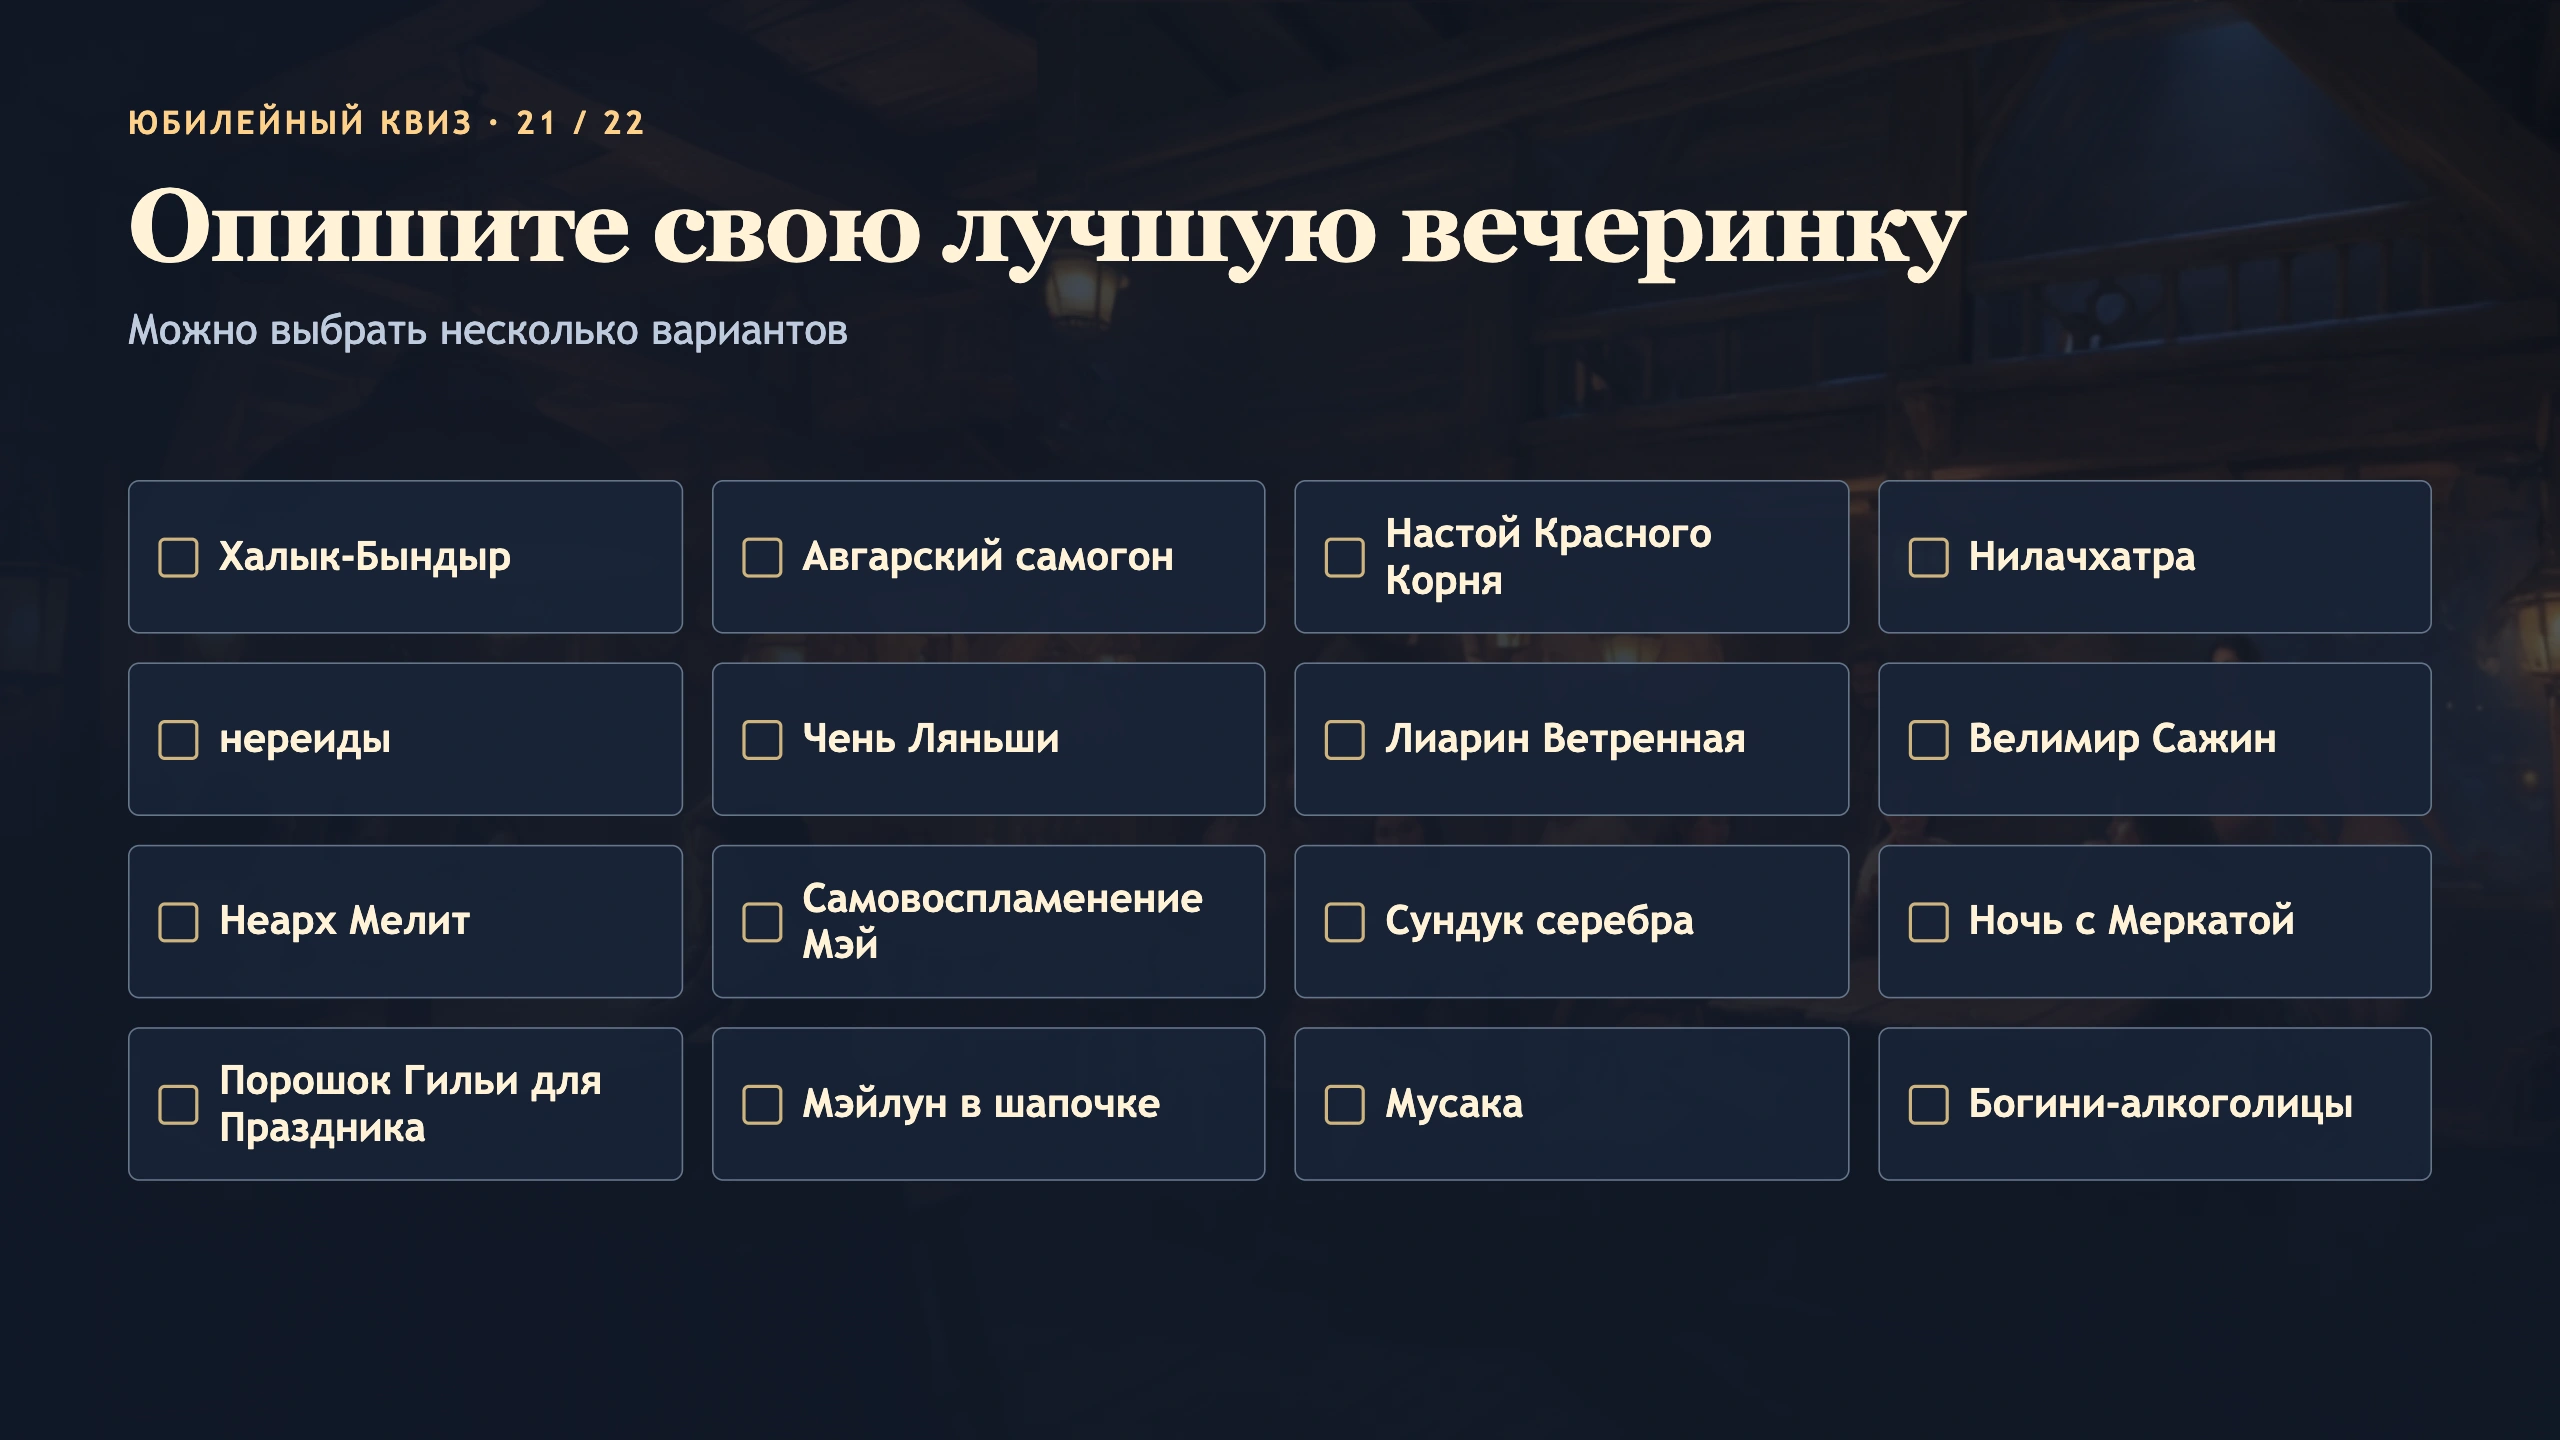 ЮБИЛЕЙНЫЙ КВИЗ · 21 / 22
Опишите свою лучшую вечеринку
Можно выбрать несколько вариантов
Халык-Бындыр
Авгарский самогон
Настой Красного
Корня
Нилачхатра
нереиды
Чень Ляньши
Лиарин Ветренная
Велимир Сажин
Неарх Мелит
Самовоспламенение
Мэй
Сундук серебра
Ночь с Меркатой
Порошок Гильи для
Праздника
Мэйлун в шапочке
Мусака
Богини-алкоголицы